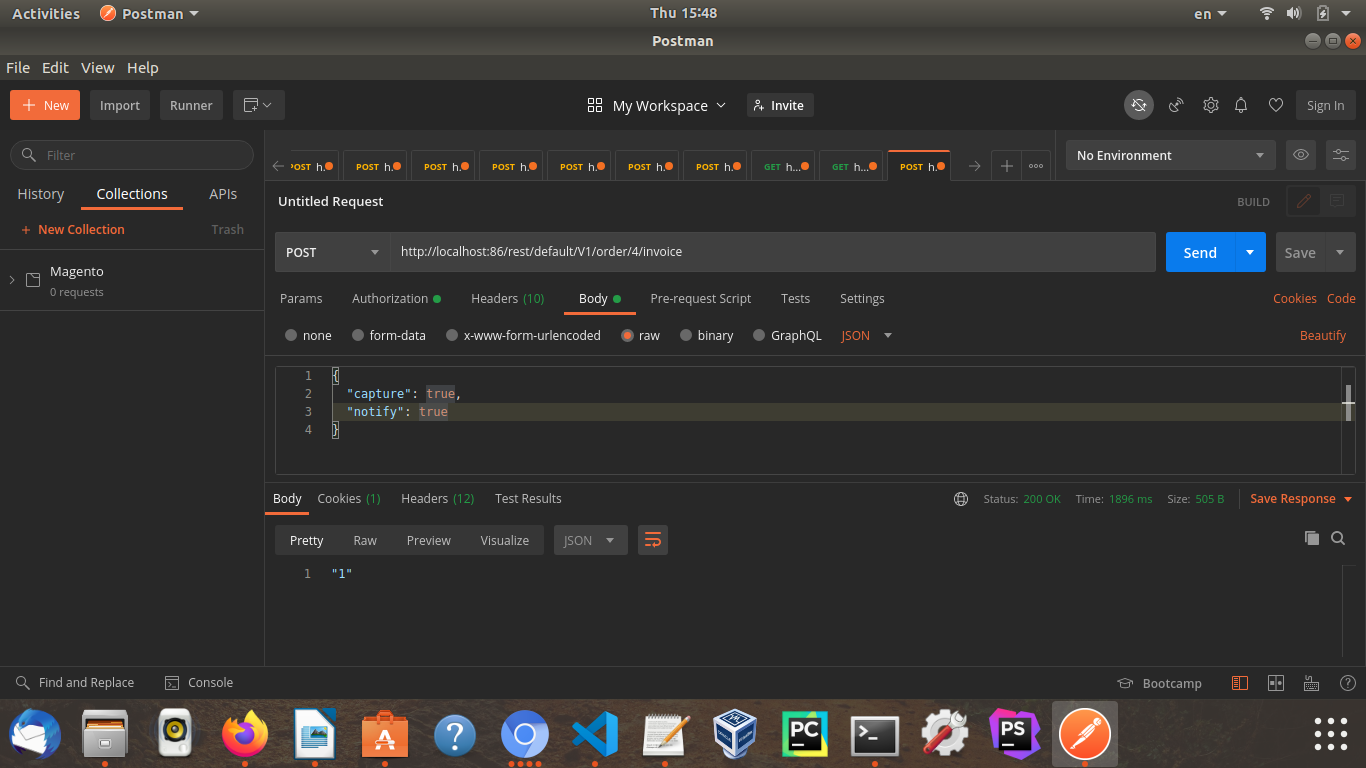 Activities Postman Thu 15:48 en
Postman
File Edit View Help
New Import Runner My Workspace Invite Sign In
Filter
History Collections APIs
+ New Collection Trash
Magento
0 requests
POST h. POST h. POST h. POST h. POST h. POST h. POST h. GET h... GET h... POST h. No Environment
Untitled Request BUILD
POST http://localhost:86/rest/default/V1/order/4/invoice Send Save
Params Authorization Headers (10) Body Pre-request Script Tests Settings Cookies Code
none form-data x-www-form-urlencoded raw binary GraphQL JSON Beautify
1 {
2 "capture": true,
3 "notify": true
4 }
Body Cookies (1) Headers (12) Test Results Status: 200 OK Time: 1896 ms Size: 505 B Save Response
Pretty Raw Preview Visualize JSON
1 "1"
Find and Replace Console Bootcamp
PC PS